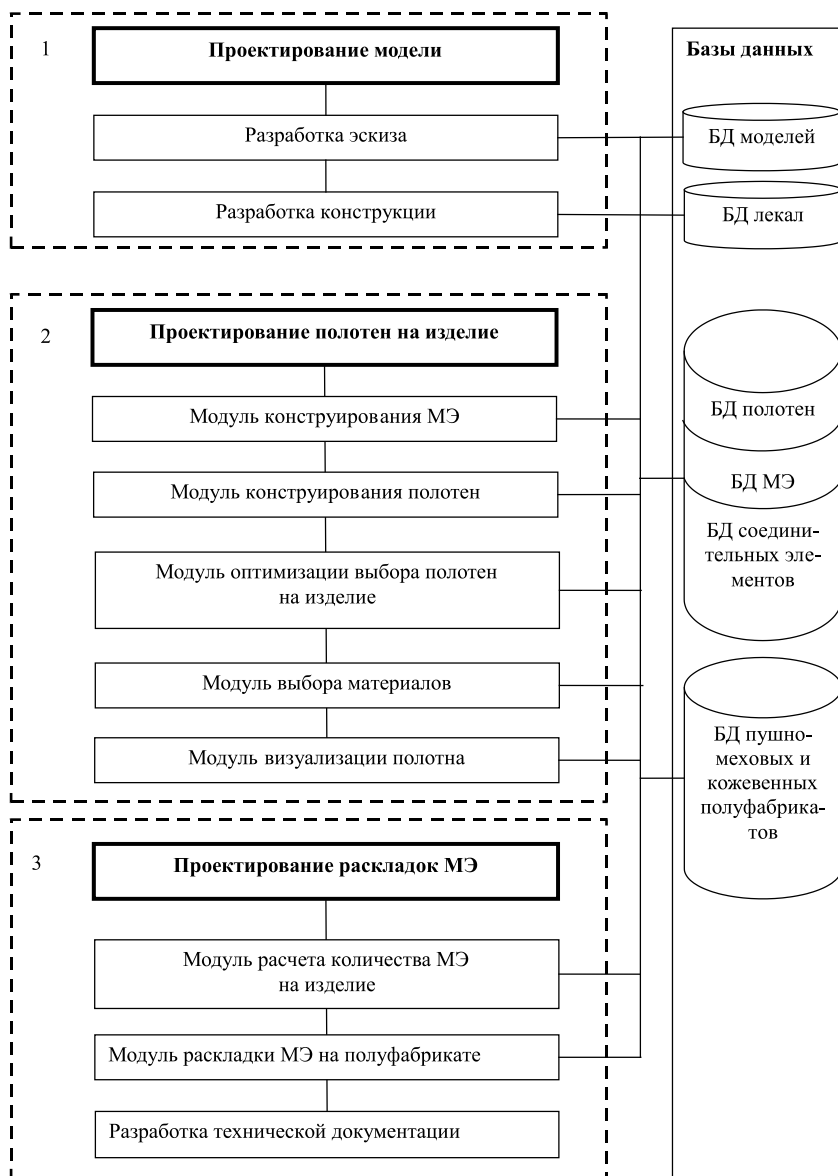 1
Проектирование модели
Разработка эскиза
Разработка конструкции
2
Проектирование полотен на изделие
Модуль конструирования МЭ
Модуль конструирования полотен
Модуль оптимизации выбора полотен
на изделие
Модуль выбора материалов
Модуль визуализации полотна
3
Проектирование раскладок МЭ
Модуль расчета количества МЭ
на изделие
Модуль раскладки МЭ на полуфабрикате
Разработка технической документации
Базы данных
БД моделей
БД лекал
БД полотен
БД МЭ
БД соедини-
тельных эле-
ментов
БД пушно-
меховых и
кожевенных
полуфабрика-
тов